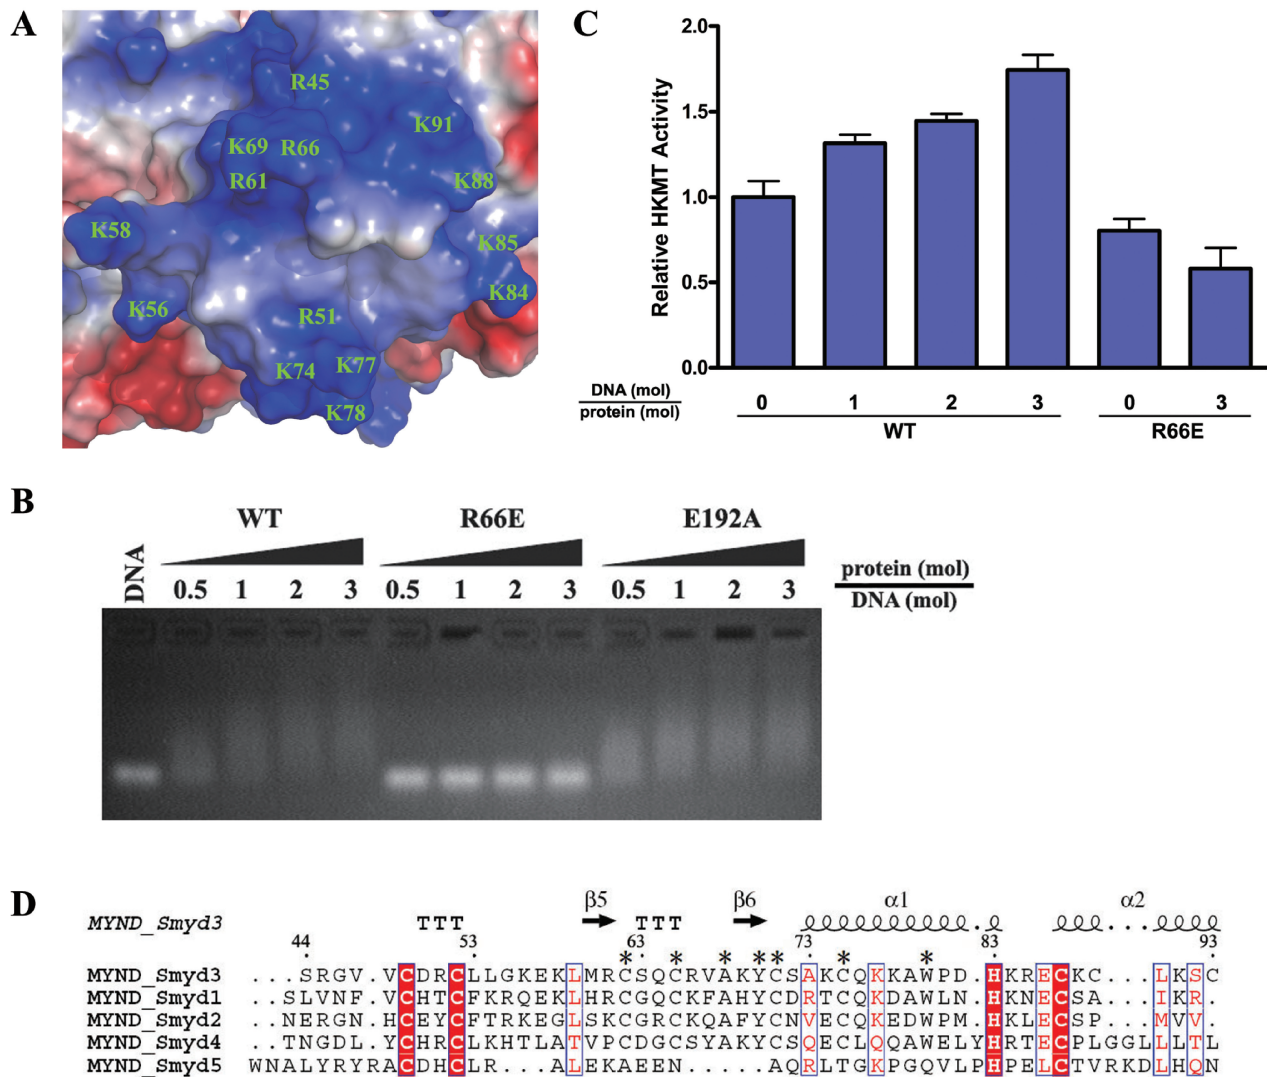 A
R45
K91
K69 R66
R61
K88
K58
K85
K84
K56
R51
K74 K77
K78
C
Relative HKMT Activity
2.0
1.5
1.0
0.5
0.0
DNA (mol)
protein (mol)
0 1 2 3 0 3
WT R66E
B
WT R66E E192A
DNA
0.5 1 2 3 0.5 1 2 3 0.5 1 2 3
protein (mol)
DNA (mol)
D
β5 β6 α1 α2
MYND_Smyd3 TTT TTT
44 53 63 73 83 93
* * * * * * *
MYND_Smyd3 ...SRGV.VCDRCLLGKEKLMRCSQCRVAKYCSAKCQKKAWPD.HKRECKC...LKSC
MYND_Smyd1 ..SLVNF.VCHTCFKRQEKLHRCGQCKFAHYCDRTCQKDAWLN.HKNECSA...IKR.
MYND_Smyd2 ..NERGN.HCEYCFTRKEGLSKCGRCKQAFYCNVECQKEDWPM.HKLECSP...MVV.
MYND_Smyd4 ..TNGDL.YCHRCLKHTLATVPCDGCSYAKYCSQECLQQAWELYHRTECPLGGLLLTL
MYND_Smyd5 WNALYRYRACDHCLR...ALEKAEEN.....AQRLTGKPGQVLPHPELCTVRKDLHQN